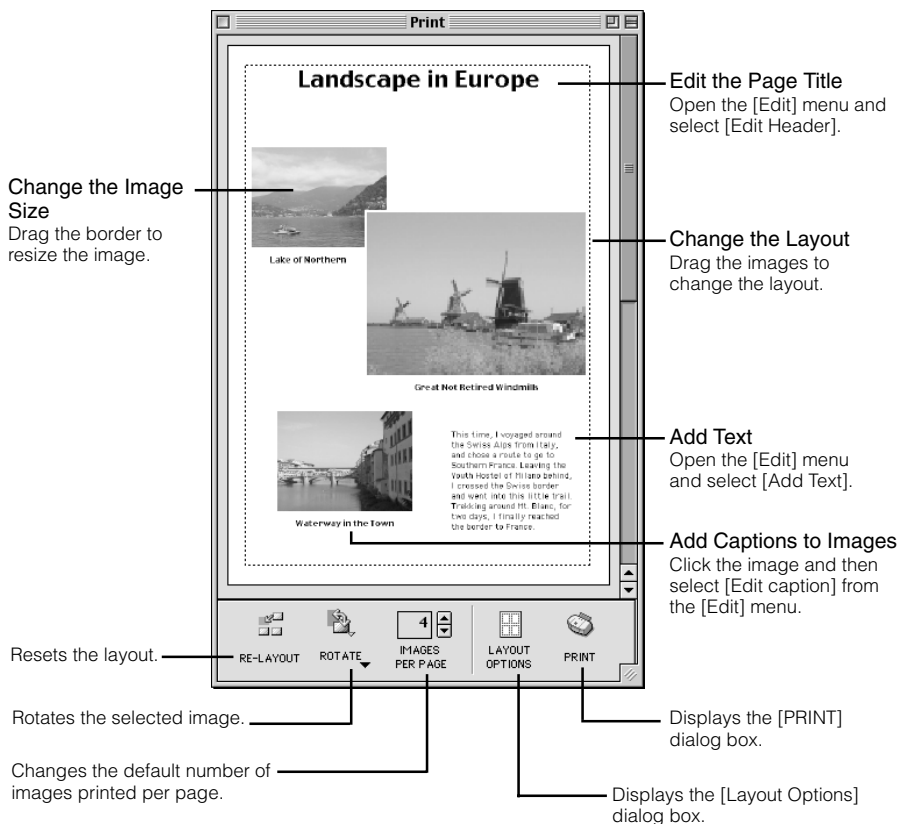 Print
Landscape in Europe
Edit the Page Title
Open the [Edit] menu and
select [Edit Header].
Change the Image
Size
Drag the border to
resize the image.
Lake of Northern
Change the Layout
Drag the images to
change the layout.
Great Not Retired Windmills
This time, I voyaged around
the Swiss Alps from Italy,
and chose a route to go to
Southern France. Leaving the
Youth Hostel of Milano behind,
I crossed the Swiss border
and went into this little trail.
Trekking around Mt. Blanc, for
two days, I finally reached
the border to France.
Add Text
Open the [Edit] menu
and select [Add Text].
Waterway in the Town
Add Captions to Images
Click the image and then
select [Edit caption] from
the [Edit] menu.
4
Resets the layout.
RE-LAYOUT
ROTATE
IMAGES
PER PAGE
LAYOUT
OPTIONS
PRINT
Rotates the selected image.
Displays the [PRINT]
dialog box.
Changes the default number of
images printed per page.
Displays the [Layout Options]
dialog box.